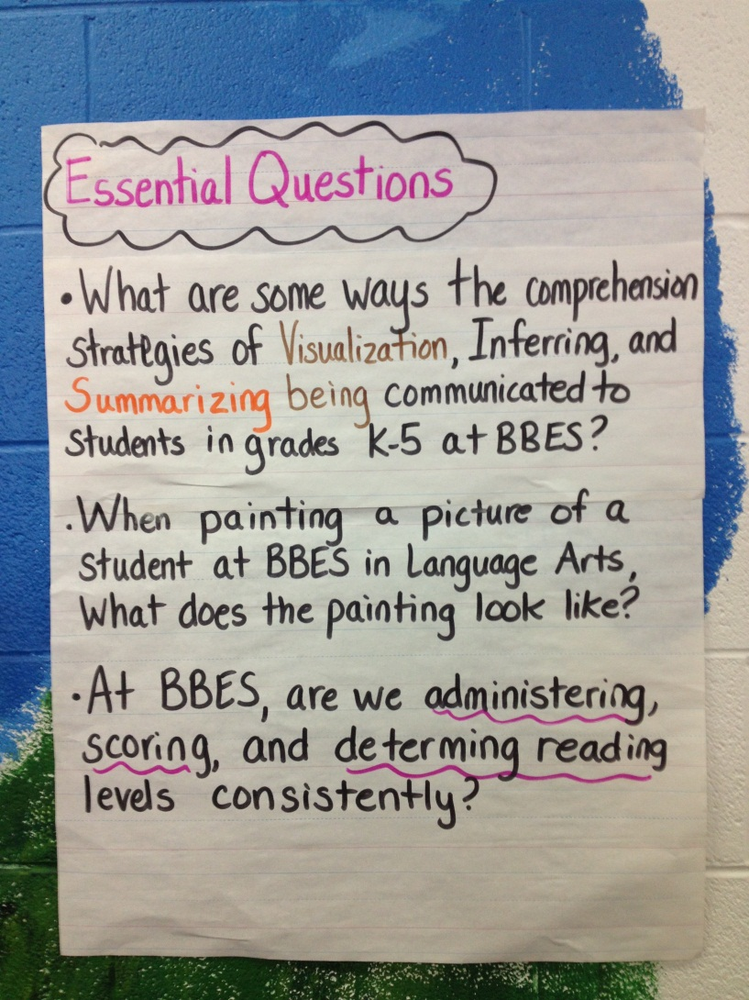 Essential Questions
• What are some ways the comprehension
strategies of Visualization, Inferring, and
Summarizing being communicated to
students in grades K-5 at BBES?
. When painting a picture of a
student at BBES in Language Arts,
What does the painting look like?
• At BBES, are we administering,
scoring, and determing reading
levels consistently?